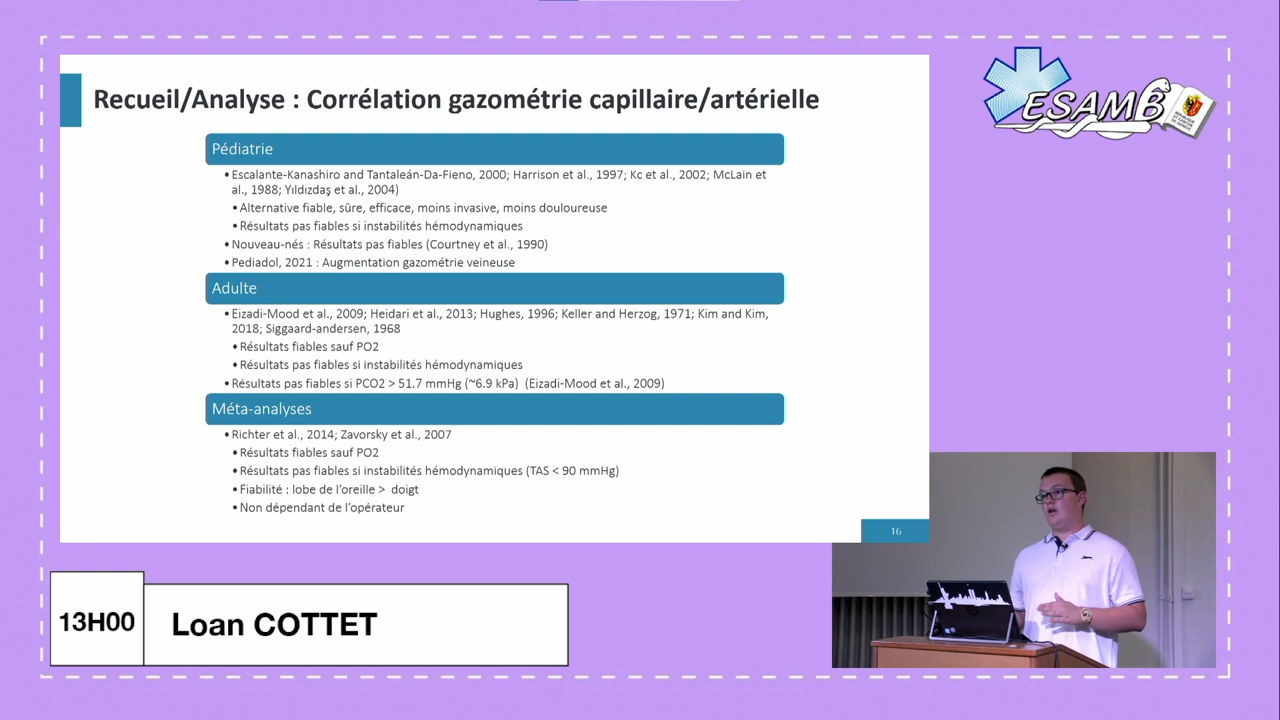 Recueil/Analyse : Corrélation gazométrie capillaire/artérielle
Pédiatrie
•Escalante-Kanashiro and Tantaleán-Da-Fieno, 2000; Harrison et al., 1997; Kc et al., 2002; McLain et
al., 1988; Yıldızdaş et al., 2004)
•Alternative fiable, sûre, efficace, moins invasive, moins douloureuse
•Résultats pas fiables si instabilités hémodynamiques
•Nouveau-nés : Résultats pas fiables (Courtney et al., 1990)
•Pediadol, 2021 : Augmentation gazométrie veineuse
Adulte
•Eizadi-Mood et al., 2009; Heidari et al., 2013; Hughes, 1996; Keller and Herzog, 1971; Kim and Kim,
2018; Siggaard-andersen, 1968
•Résultats fiables sauf PO2
•Résultats pas fiables si instabilités hémodynamiques
•Résultats pas fiables si PCO2 > 51.7 mmHg (~6.9 kPa) (Eizadi-Mood et al., 2009)
Méta-analyses
•Richter et al., 2014; Zavorsky et al., 2007
•Résultats fiables sauf PO2
•Résultats pas fiables si instabilités hémodynamiques (TAS < 90 mmHg)
•Fiabilité : lobe de l’oreille > doigt
•Non dépendant de l’opérateur
16
ESAMB
13H00
Loan COTTET